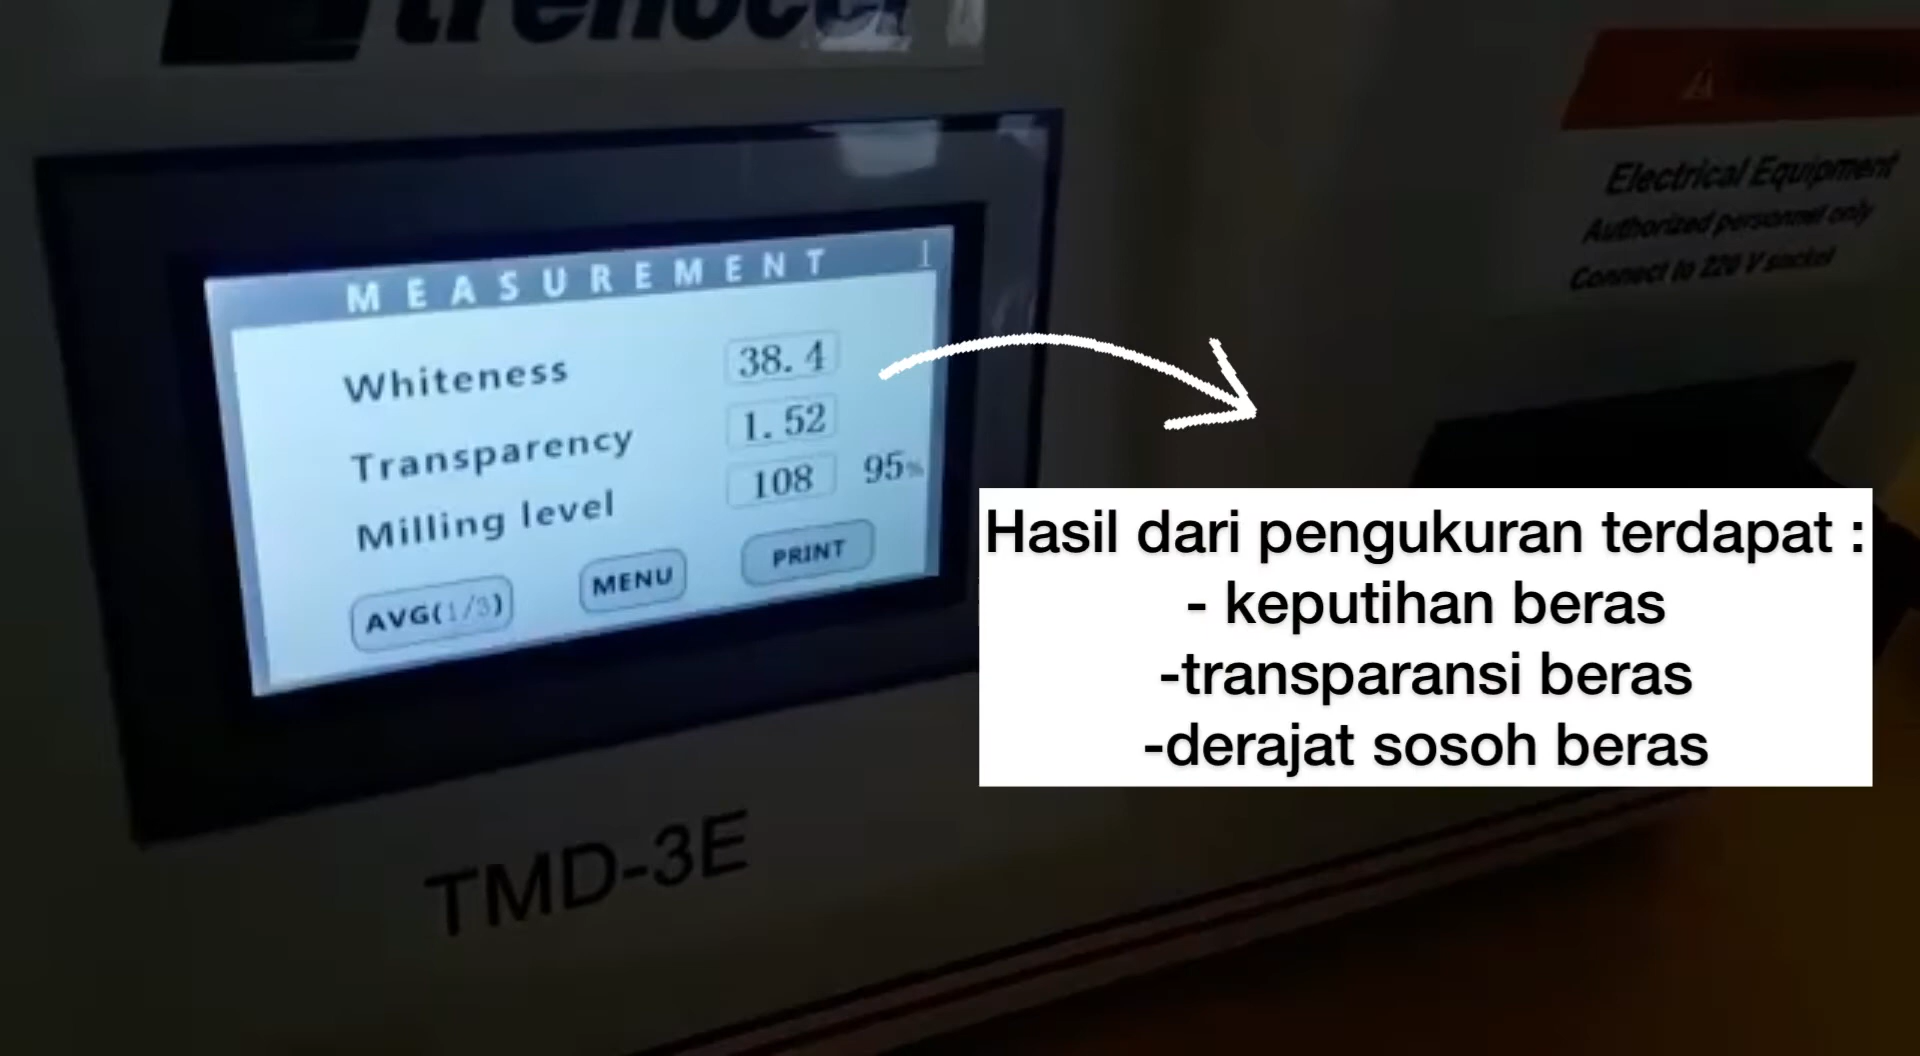 MEASUREMENT 1
Whiteness 38.4
Transparency 1.52
Milling level 108 95%
AVG(1/3) MENU PRINT
TMD-3E
Electrical Equipment
Authorized personnel only
Connect to 220 V socket
Hasil dari pengukuran terdapat :
- keputihan beras
-transparansi beras
-derajat sosoh beras